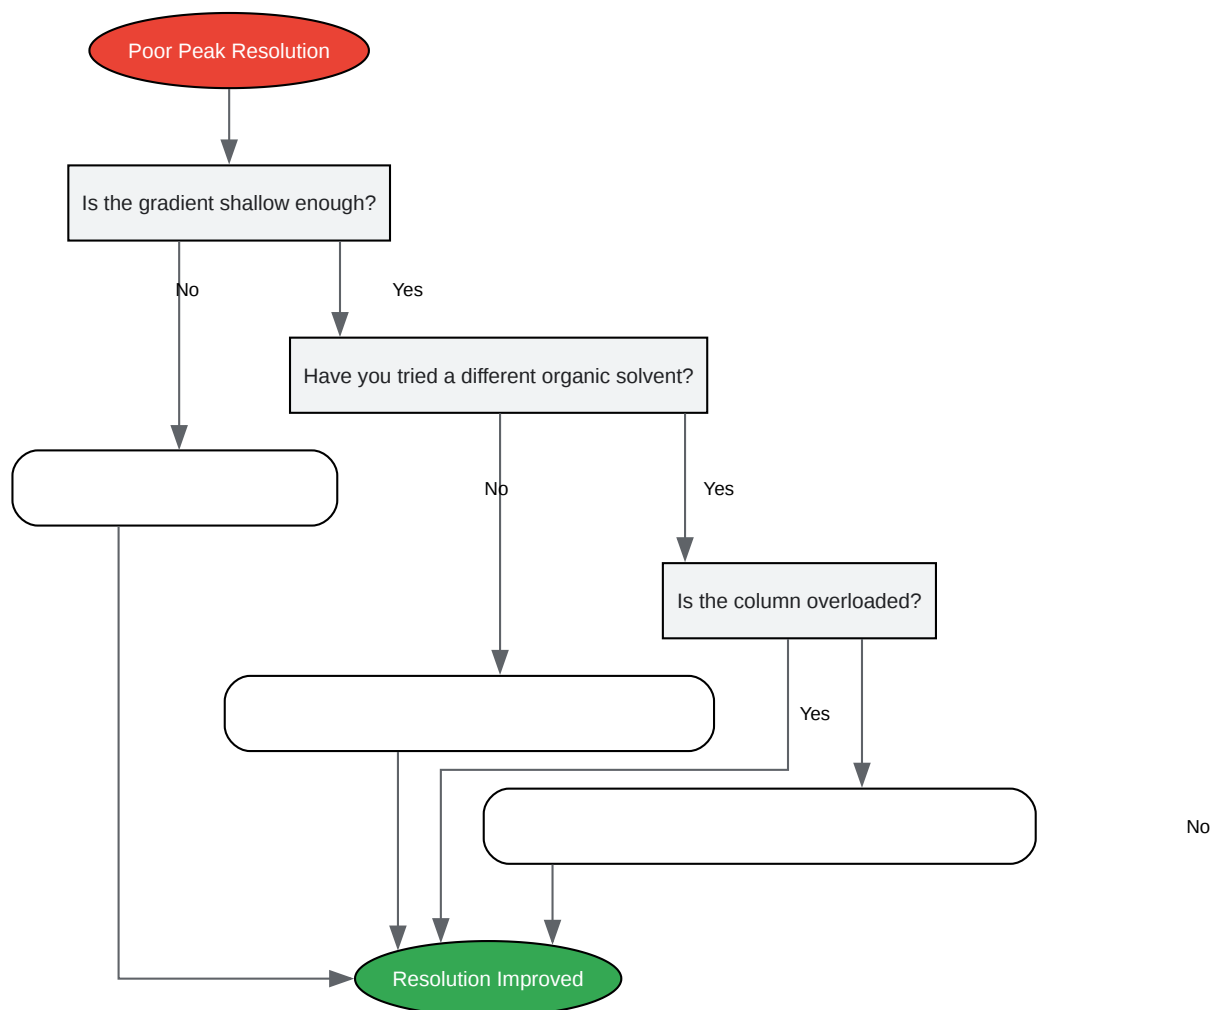 Poor Peak Resolution
Is the gradient shallow enough?
No
Yes
Have you tried a different organic solvent?
No
Yes
Is the column overloaded?
Yes
No
Resolution Improved